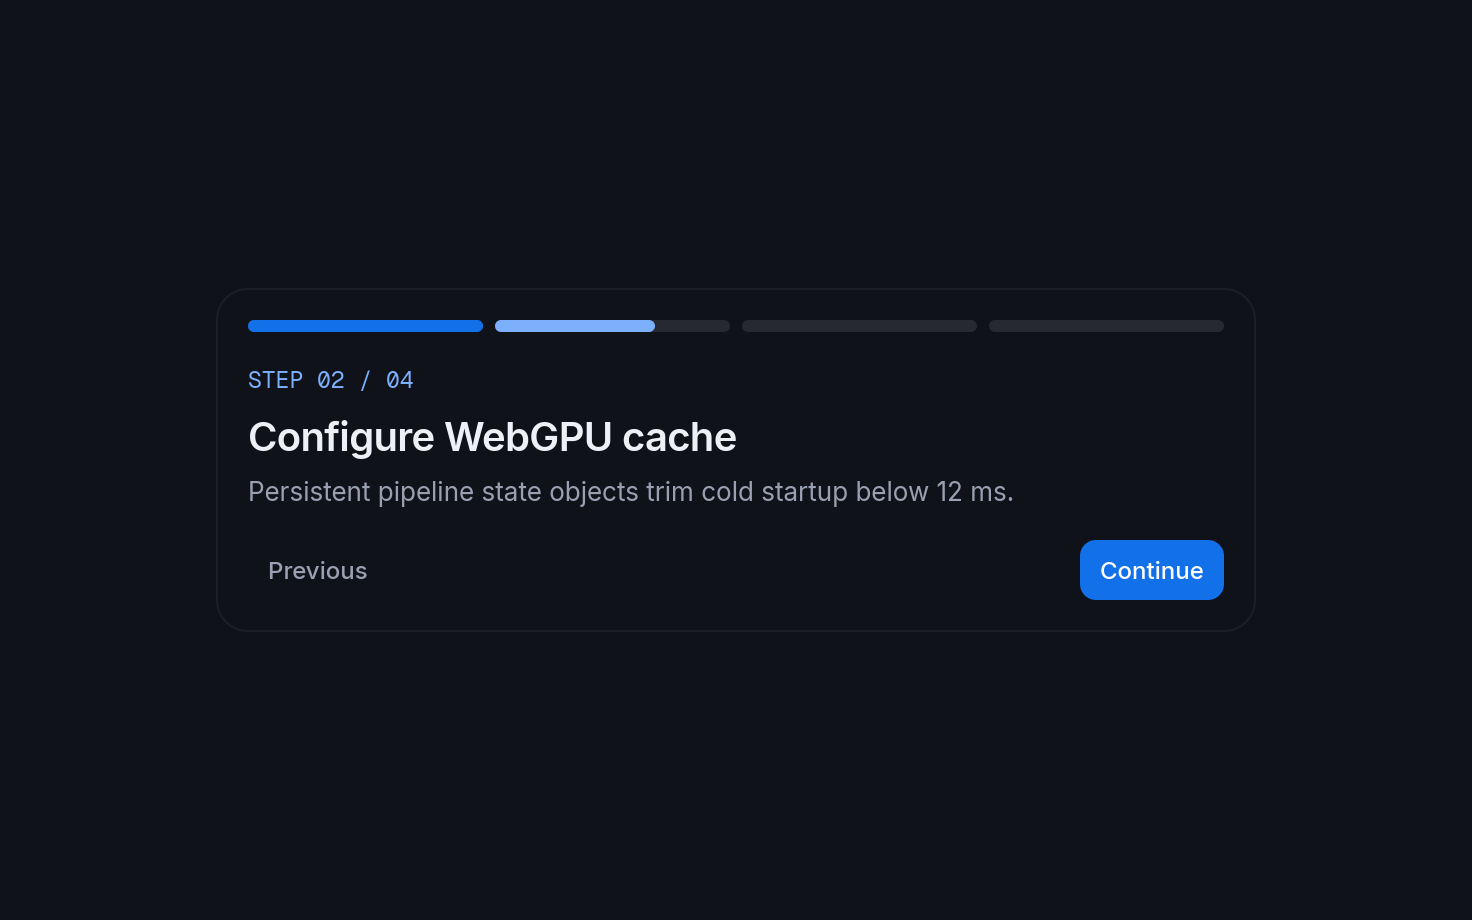 STEP 02 / 04
Configure WebGPU cache
Persistent pipeline state objects trim cold startup below 12 ms.
Previous
Continue